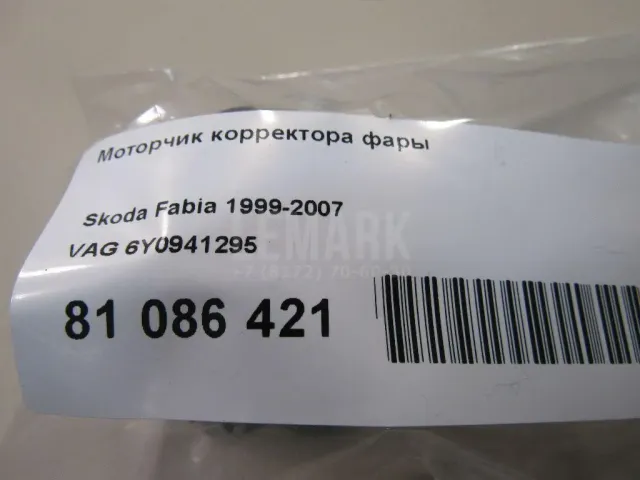 Моторчик корректора фары
Skoda Fabia 1999-2007
VAG 6Y0941295
81 086 421